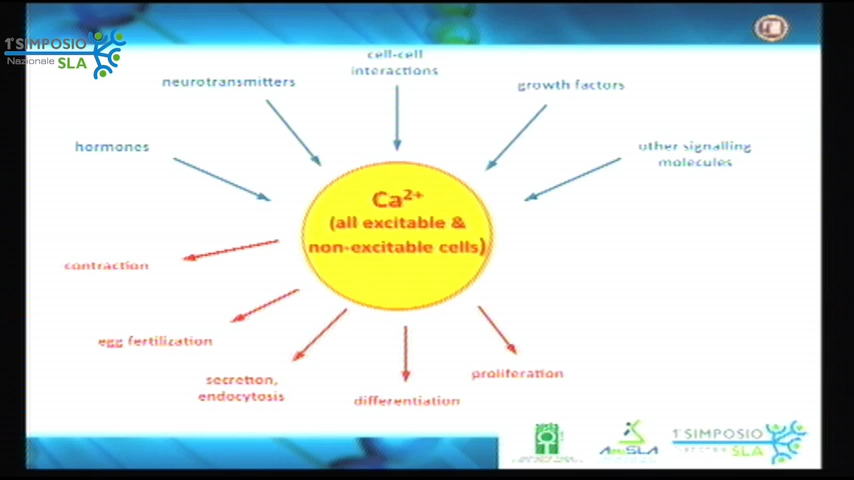 1°SIMPOSIO
Nazionale SLA
cell-cell
interactions
neurotransmitters
growth factors
hormones
other signalling
molecules
Ca2+
(all excitable &
non-excitable cells)
contraction
egg fertilization
secretion,
endocytosis
differentiation
proliferation
SLA
1°SIMPOSIO
SLA